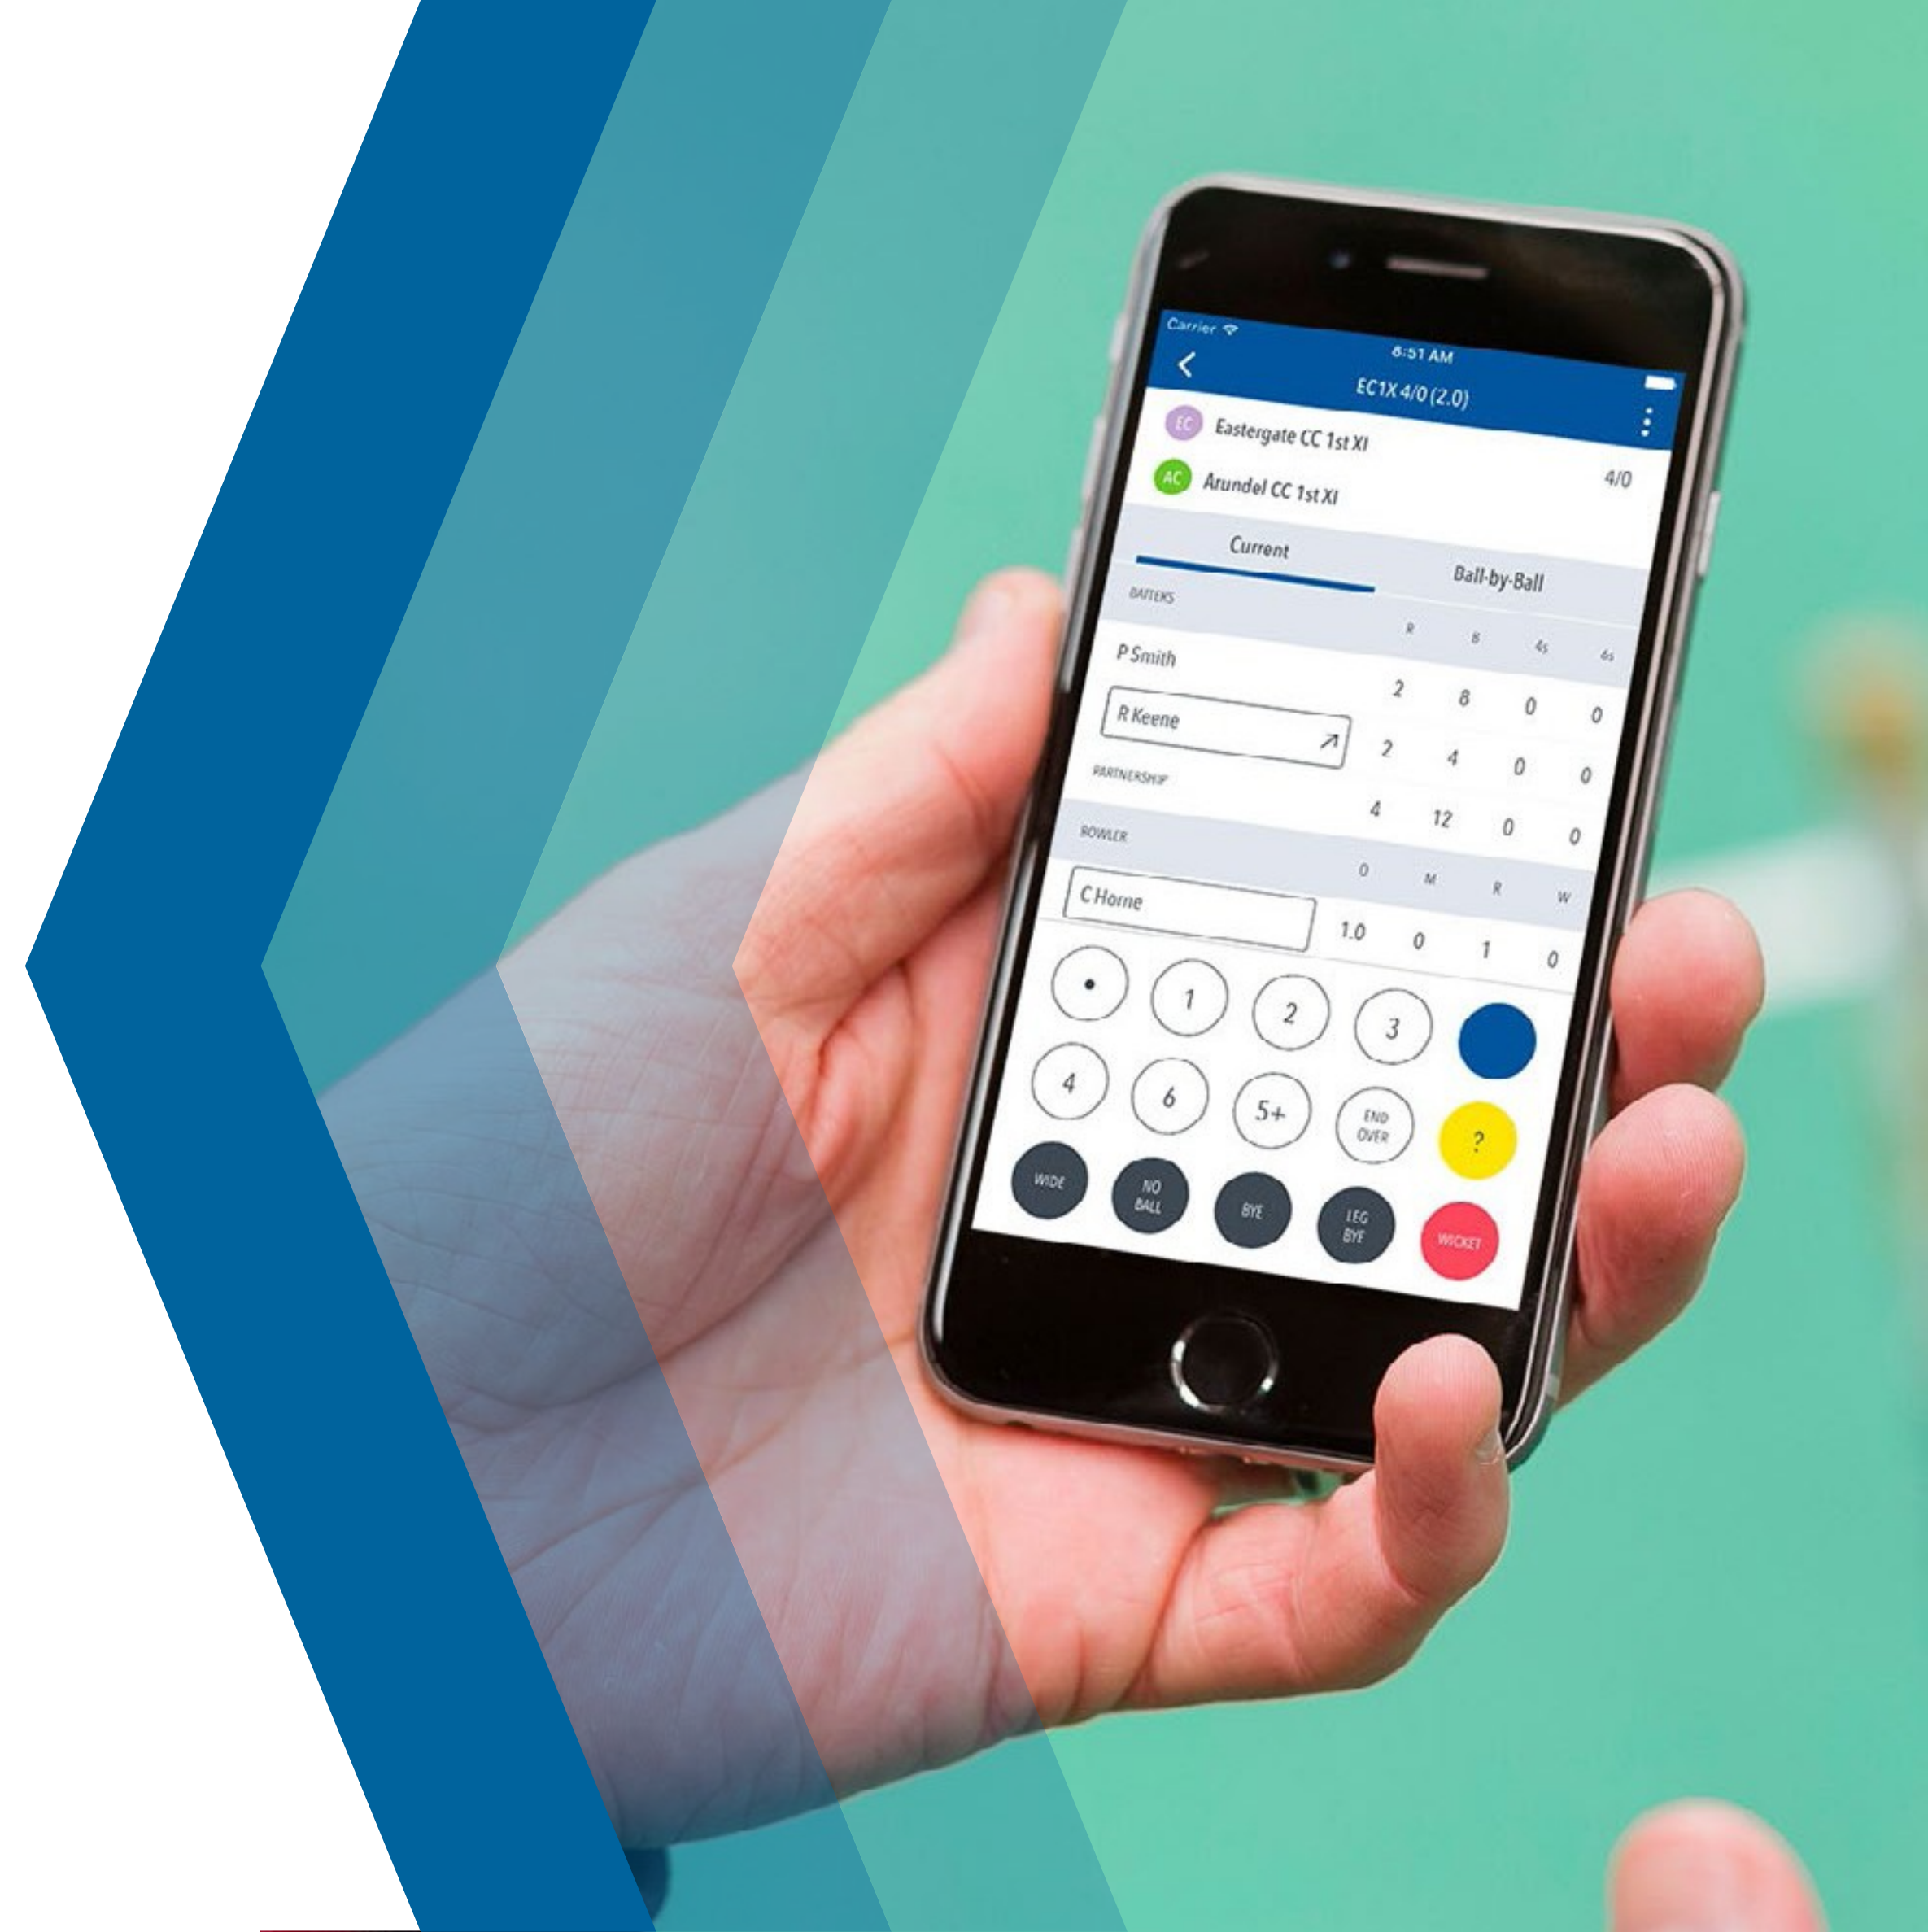 Carrier
8:51 AM
EC1X 4/0 (2.0)
EC Eastergate CC 1st XI 4/0
AC Arundel CC 1st XI
Current Ball-by-Ball
BATTERS R B 4s 6s
P Smith 2 8 0 0
R Keene 2 4 0 0
PARTNERSHIP 4 12 0 0
BOWLER O M R W
C Horne 1.0 0 1 0
• 1 2 3
4 6 5+ END OVER ?
WIDE NO BALL BYE LEG BYE WICKET